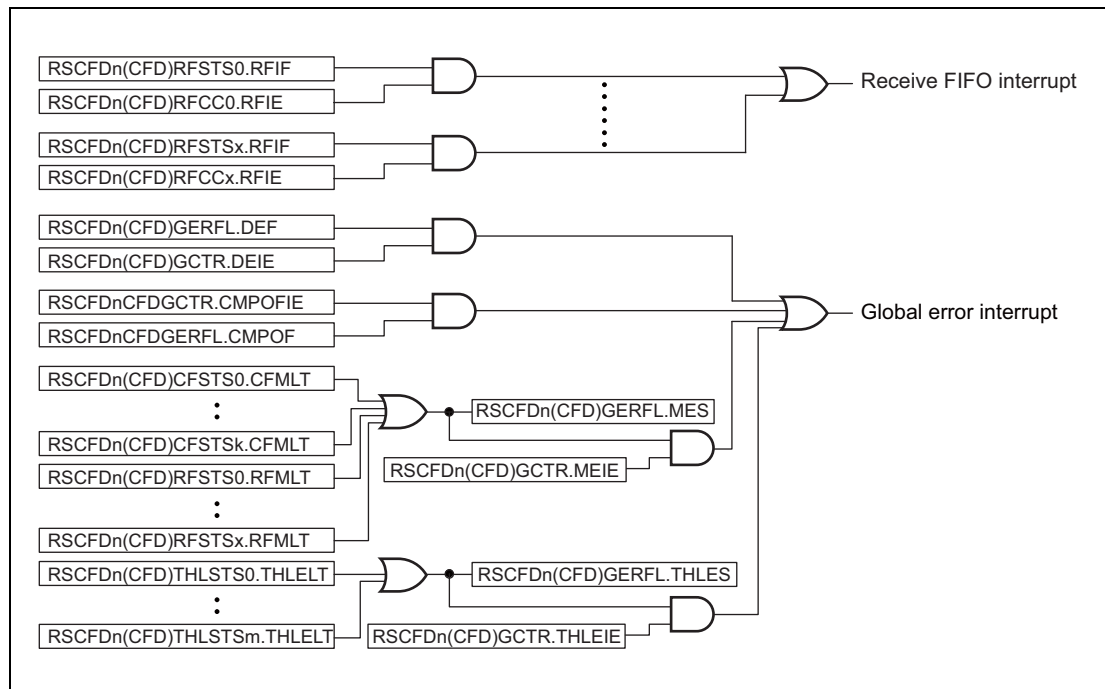 RSCFDn(CFD)RFSTS0.RFIF
RSCFDn(CFD)RFCC0.RFIE
Receive FIFO interrupt
RSCFDn(CFD)RFSTSx.RFIF
RSCFDn(CFD)RFCCx.RFIE
RSCFDn(CFD)GERFL.DEF
RSCFDn(CFD)GCTR.DEIE
RSCFDnCFDGCTR.CMPOFIE
Global error interrupt
RSCFDnCFDGERFL.CMPOF
RSCFDn(CFD)CFSTS0.CFMLT
RSCFDn(CFD)GERFL.MES
RSCFDn(CFD)CFSTSk.CFMLT
RSCFDn(CFD)GCTR.MEIE
RSCFDn(CFD)RFSTS0.RFMLT
RSCFDn(CFD)RFSTSx.RFMLT
RSCFDn(CFD)THLSTS0.THLELT
RSCFDn(CFD)GERFL.THLES
RSCFDn(CFD)THLSTSm.THLELT
RSCFDn(CFD)GCTR.THLEIE